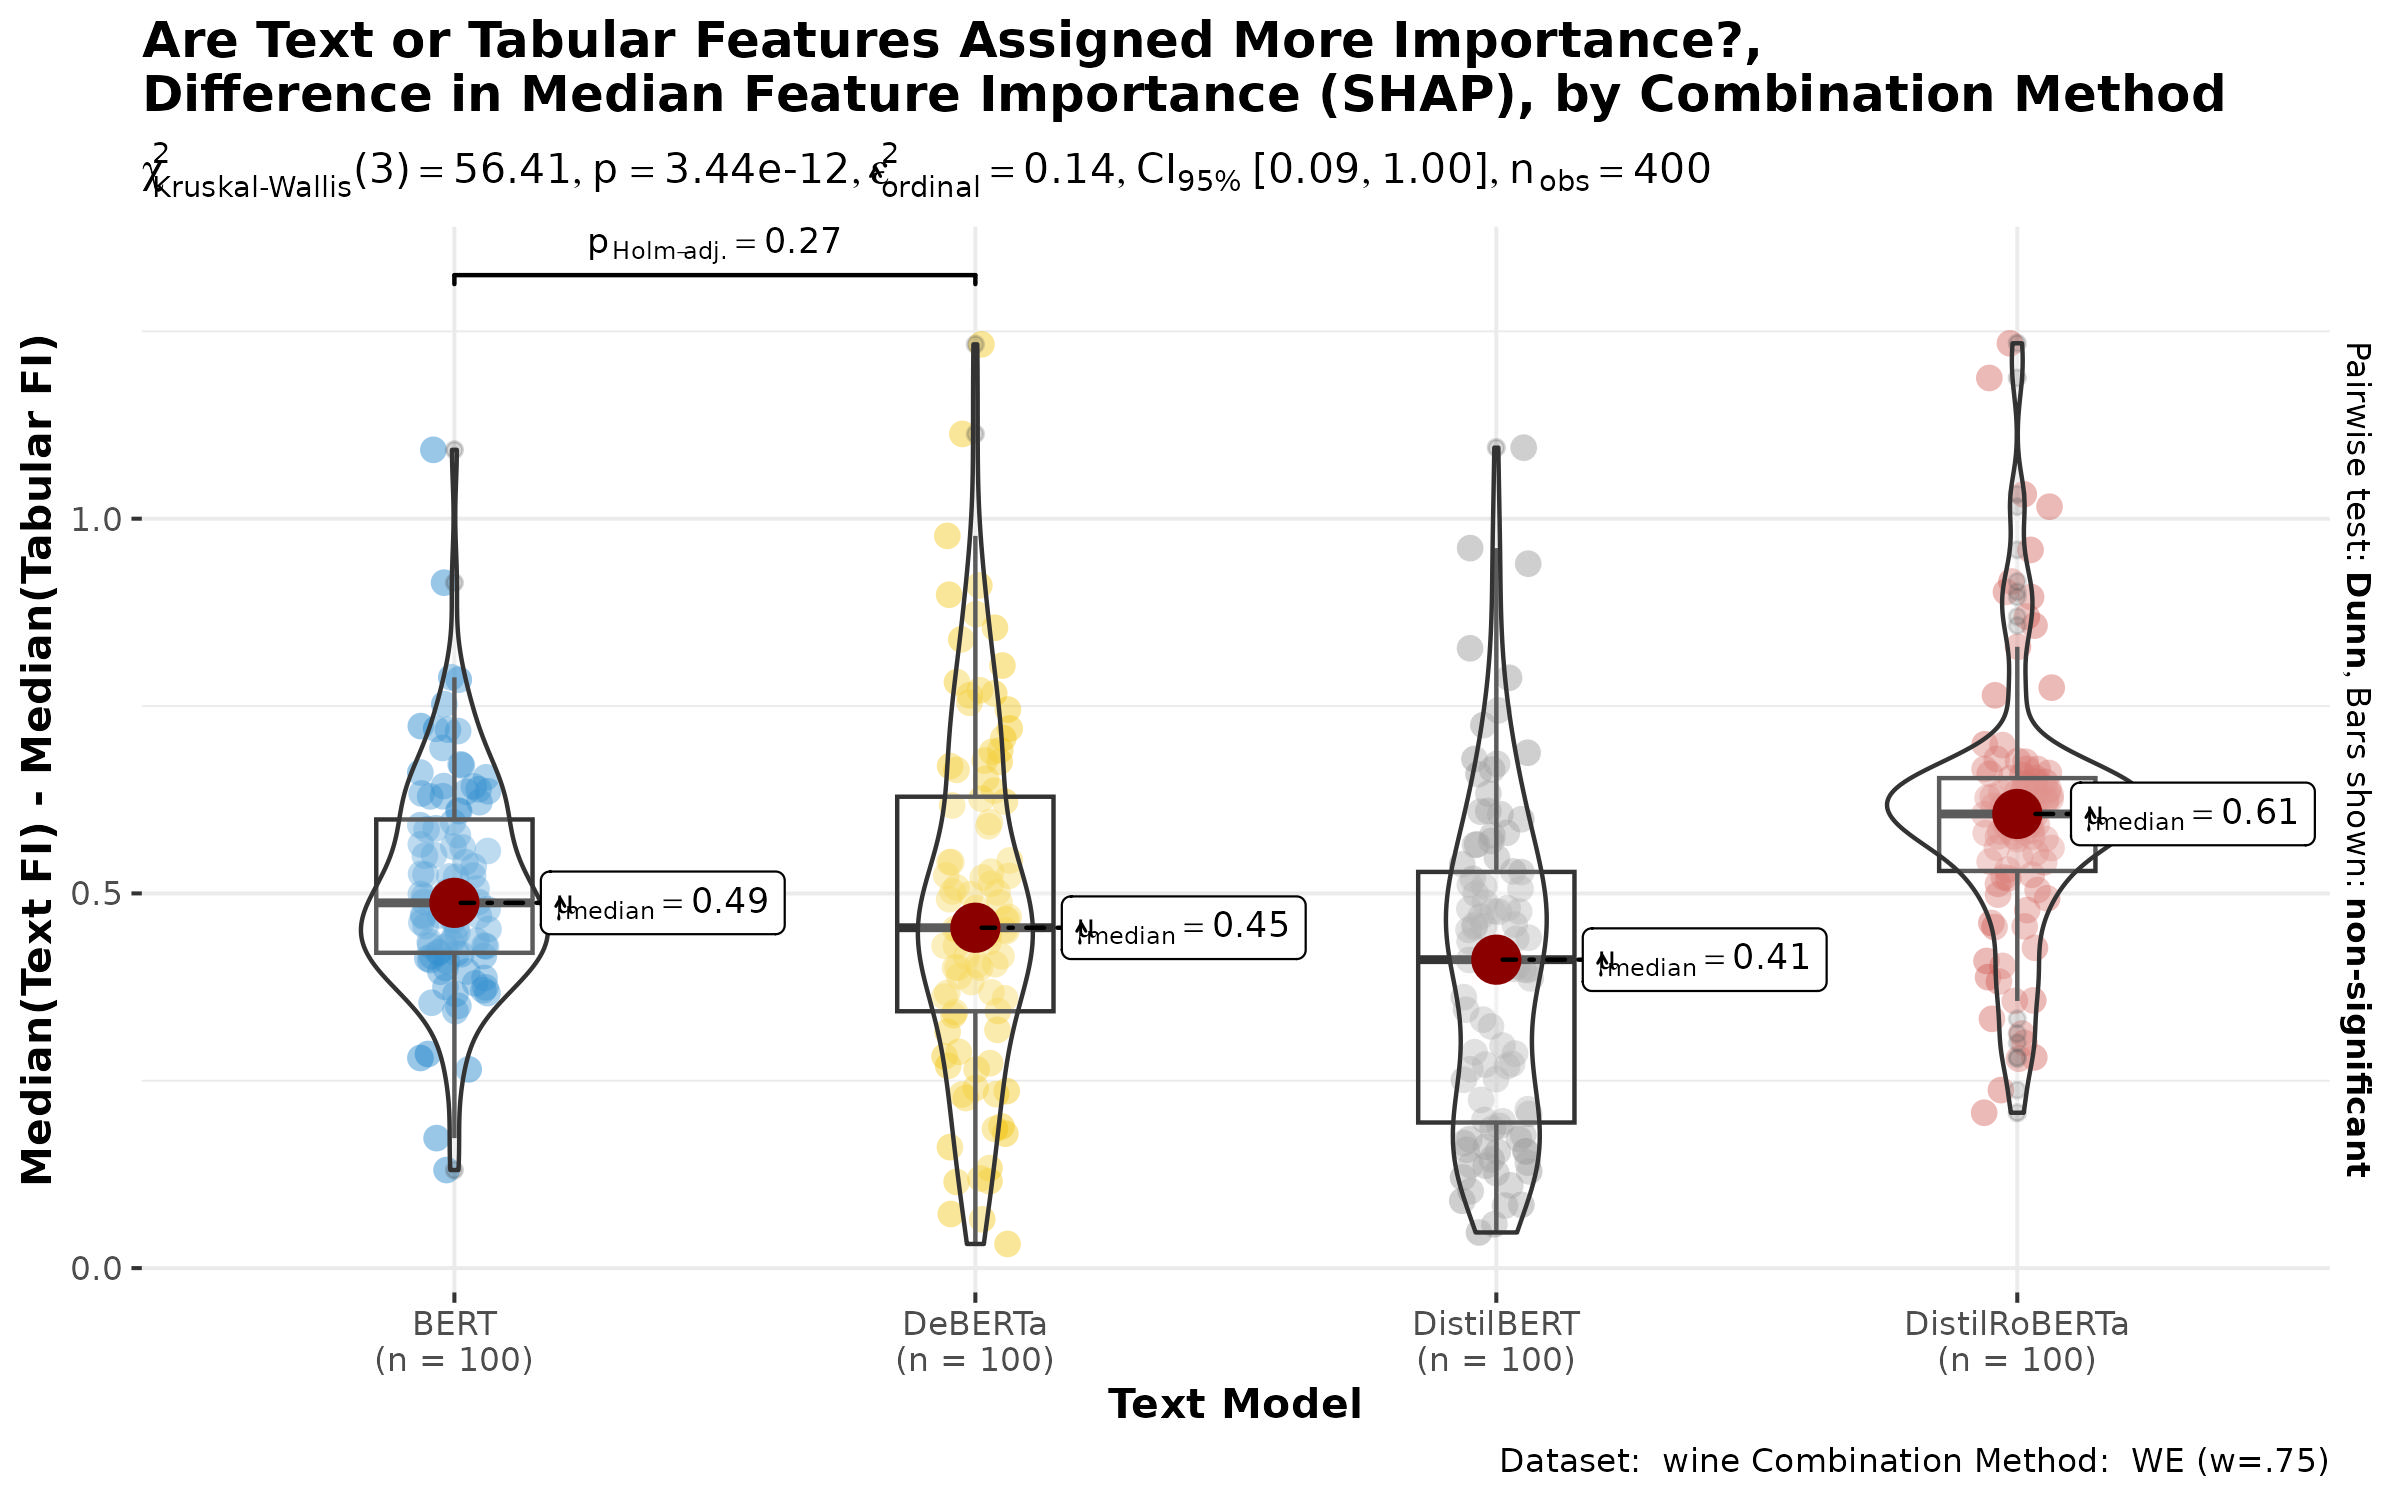 Are Text or Tabular Features Assigned More Importance?,
Difference in Median Feature Importance (SHAP), by Combination Method
χ²Kruskal-Wallis(3) = 56.41, p = 3.44e-12, ε̂²ordinal = 0.14, CI95% [0.09, 1.00], nobs = 400
pHolm-adj. = 0.27
Median(Text FI) - Median(Tabular FI)
1.0
0.5
0.0
μ̂median = 0.49
μ̂median = 0.45
μ̂median = 0.41
μ̂median = 0.61
Pairwise test: Dunn, Bars shown: non-significant
BERT
(n = 100)
DeBERTa
(n = 100)
DistilBERT
(n = 100)
DistilRoBERTa
(n = 100)
Text Model
Dataset:  wine Combination Method:  WE (w=.75)